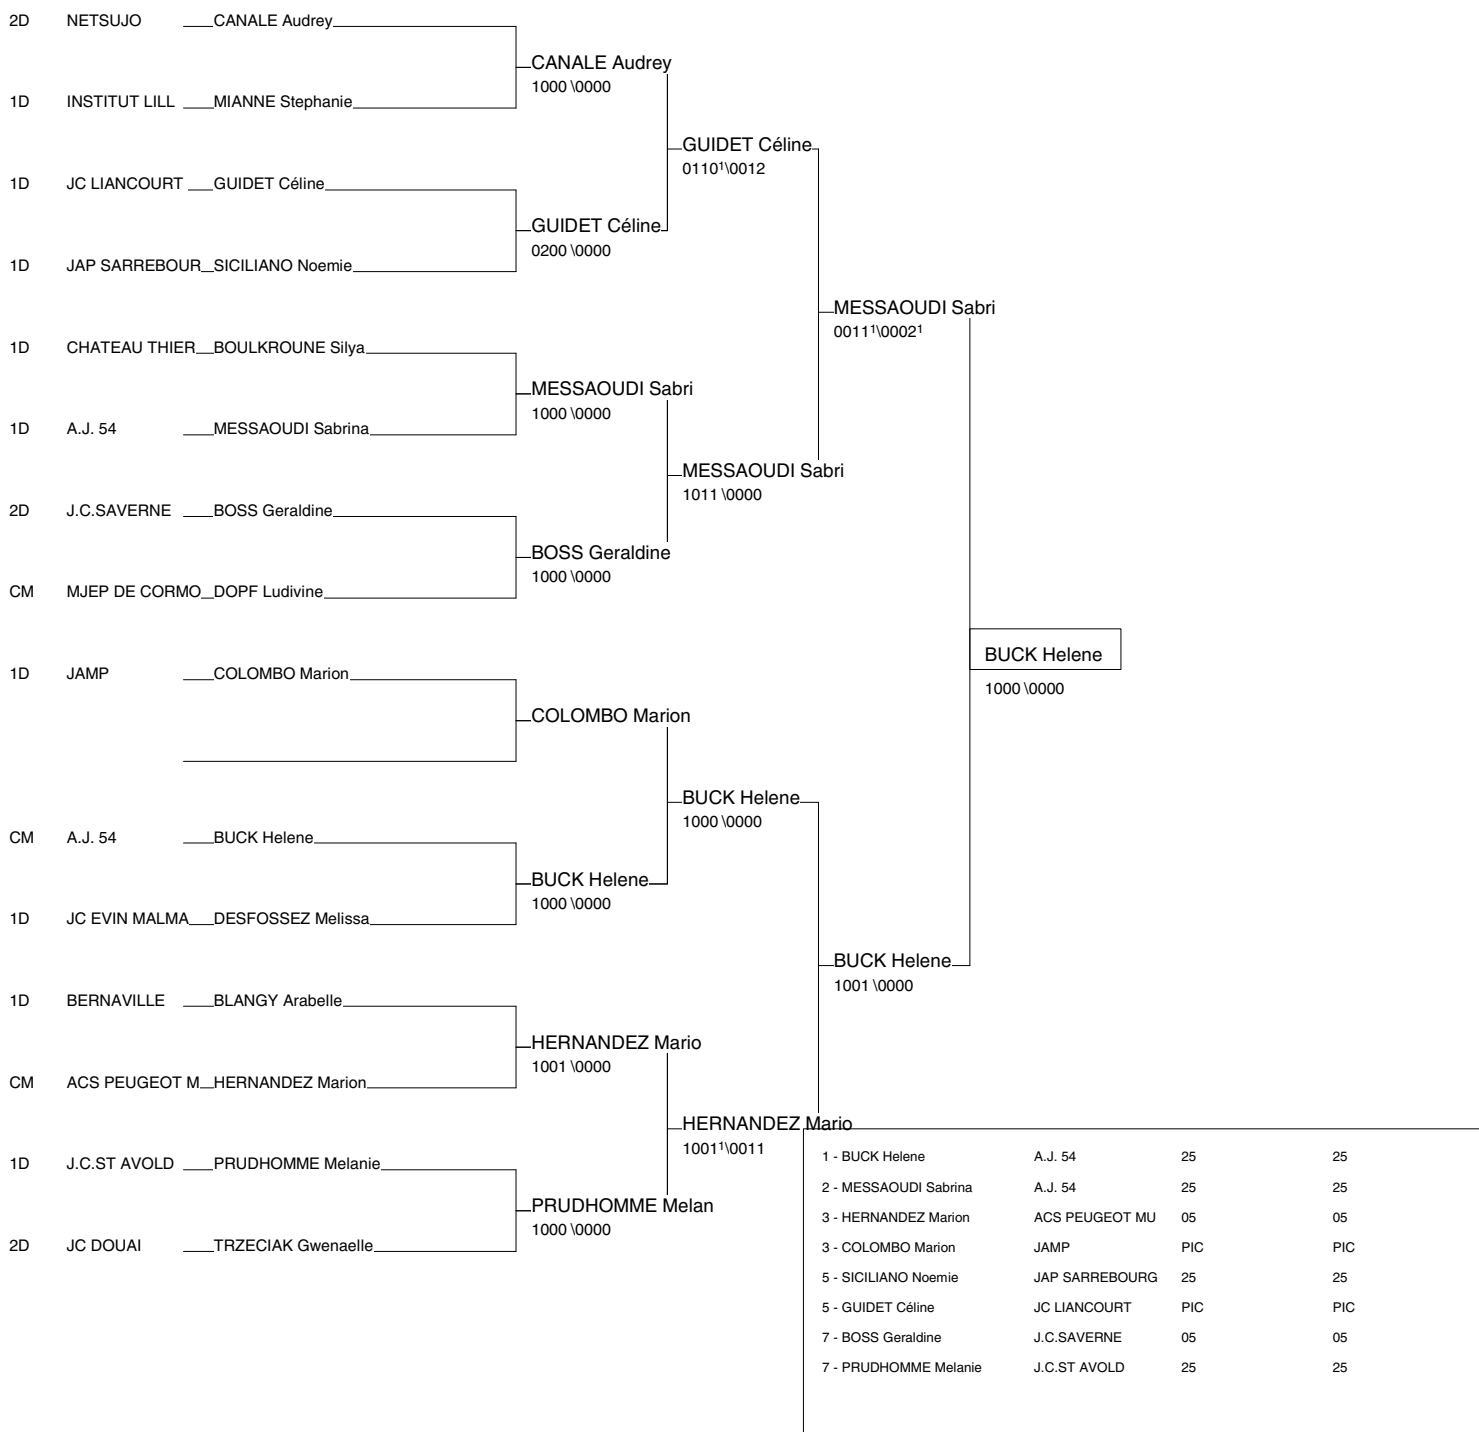 2D NETSUJO CANALE Audrey
CANALE Audrey
1000 \0000
1D INSTITUT LILL MIANNE Stephanie
GUIDET Céline
0110¹\0012
1D JC LIANCOURT GUIDET Céline
GUIDET Céline
0200 \0000
1D JAP SARREBOUR SICILIANO Noemie
MESSAOUDI Sabri
0011¹\0002¹
1D CHATEAU THIER BOULKROUNE Silya
MESSAOUDI Sabri
1000 \0000
1D A.J. 54 MESSAOUDI Sabrina
MESSAOUDI Sabri
1011 \0000
2D J.C.SAVERNE BOSS Geraldine
BOSS Geraldine
1000 \0000
CM MJEP DE CORMO DOPF Ludivine
BUCK Helene
1000 \0000
1D JAMP COLOMBO Marion
COLOMBO Marion
BUCK Helene
1000 \0000
CM A.J. 54 BUCK Helene
BUCK Helene
1000 \0000
1D JC EVIN MALMA DESFOSSEZ Melissa
BUCK Helene
1001 \0000
1D BERNAVILLE BLANGY Arabelle
HERNANDEZ Mario
1001 \0000
CM ACS PEUGEOT M HERNANDEZ Marion
HERNANDEZ Mario
1001¹\0011
1D J.C.ST AVOLD PRUDHOMME Melanie
PRUDHOMME Melan
1000 \0000
2D JC DOUAI TRZECIAK Gwenaelle
1 - BUCK Helene A.J. 54 25 25
2 - MESSAOUDI Sabrina A.J. 54 25 25
3 - HERNANDEZ Marion ACS PEUGEOT MU 05 05
3 - COLOMBO Marion JAMP PIC PIC
5 - SICILIANO Noemie JAP SARREBOURG 25 25
5 - GUIDET Céline JC LIANCOURT PIC PIC
7 - BOSS Geraldine J.C.SAVERNE 05 05
7 - PRUDHOMME Melanie J.C.ST AVOLD 25 25